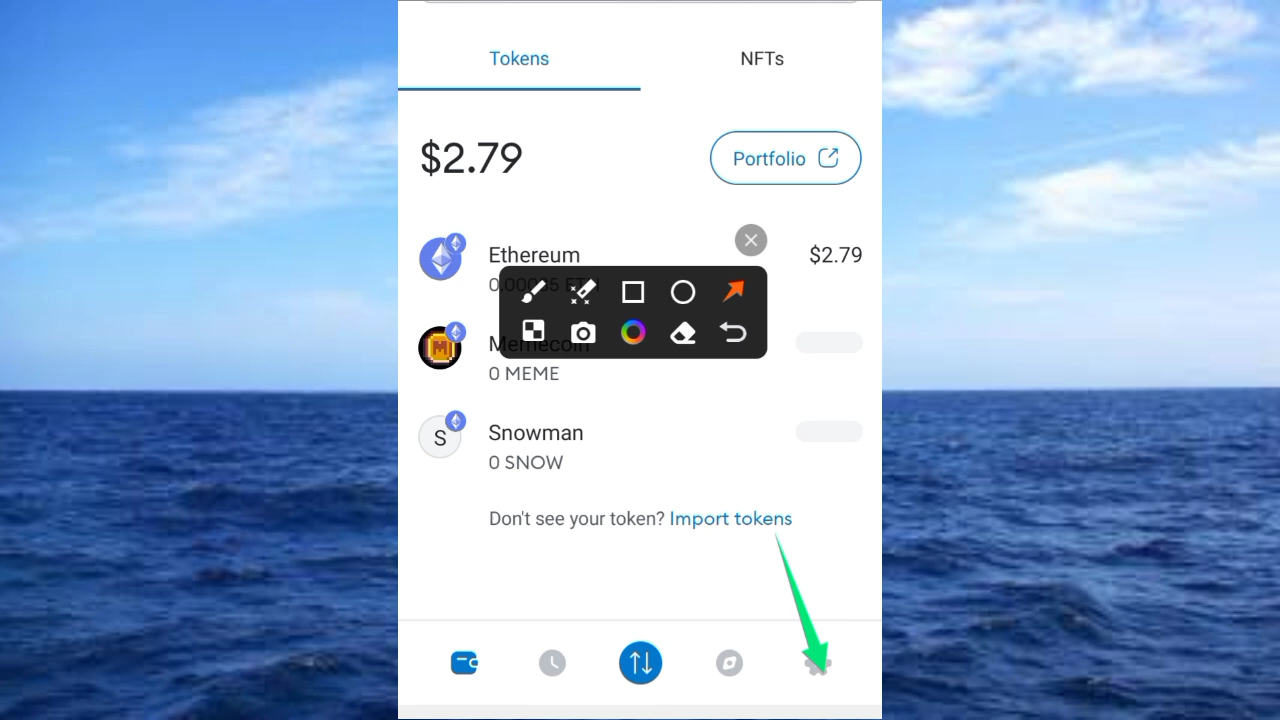 Tokens NFTs
$2.79 Portfolio
Ethereum $2.79
Memecoin
0 MEME
S Snowman
0 SNOW
Don't see your token? Import tokens